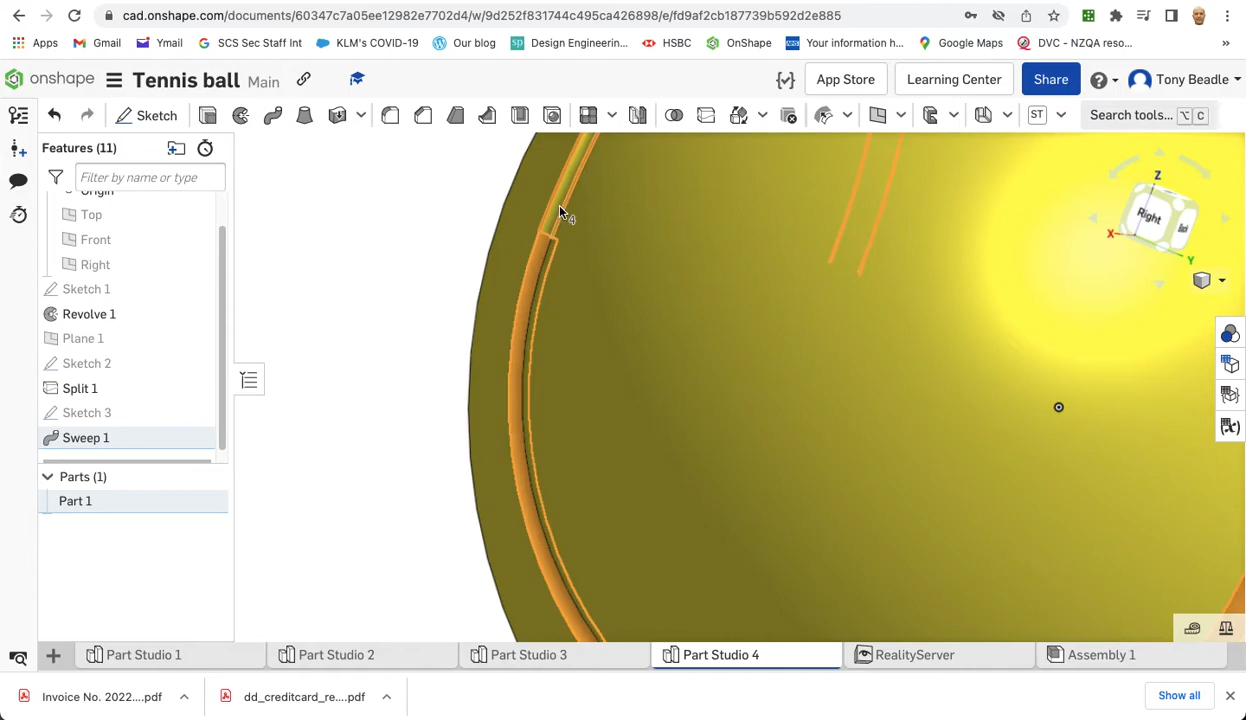 cad.onshape.com/documents/60347c7a05ee12982e7702d4/w/9d252f831744c495ca426898/e/fd9af2cb187739b592d2e885
Apps
Gmail
Ymail
SCS Sec Staff Int
KLM's COVID-19
Our blog
Design Engineerin...
HSBC
OnShape
Your information h...
Google Maps
DVC - NZQA reso...
»
onshape
Tennis ball
Main
App Store
Learning Center
Share
Tony Beadle
Sketch
ST
Search tools...
⌥
C
Features (11)
Filter by name or type
Origin
Top
Front
Right
Sketch 1
Revolve 1
Plane 1
Sketch 2
Split 1
Sketch 3
Sweep 1
Parts (1)
Part 1
4
Z
Right
Back
X
Y
Part Studio 1
Part Studio 2
Part Studio 3
Part Studio 4
RealityServer
Assembly 1
Invoice No. 2022....pdf
dd_creditcard_re....pdf
Show all